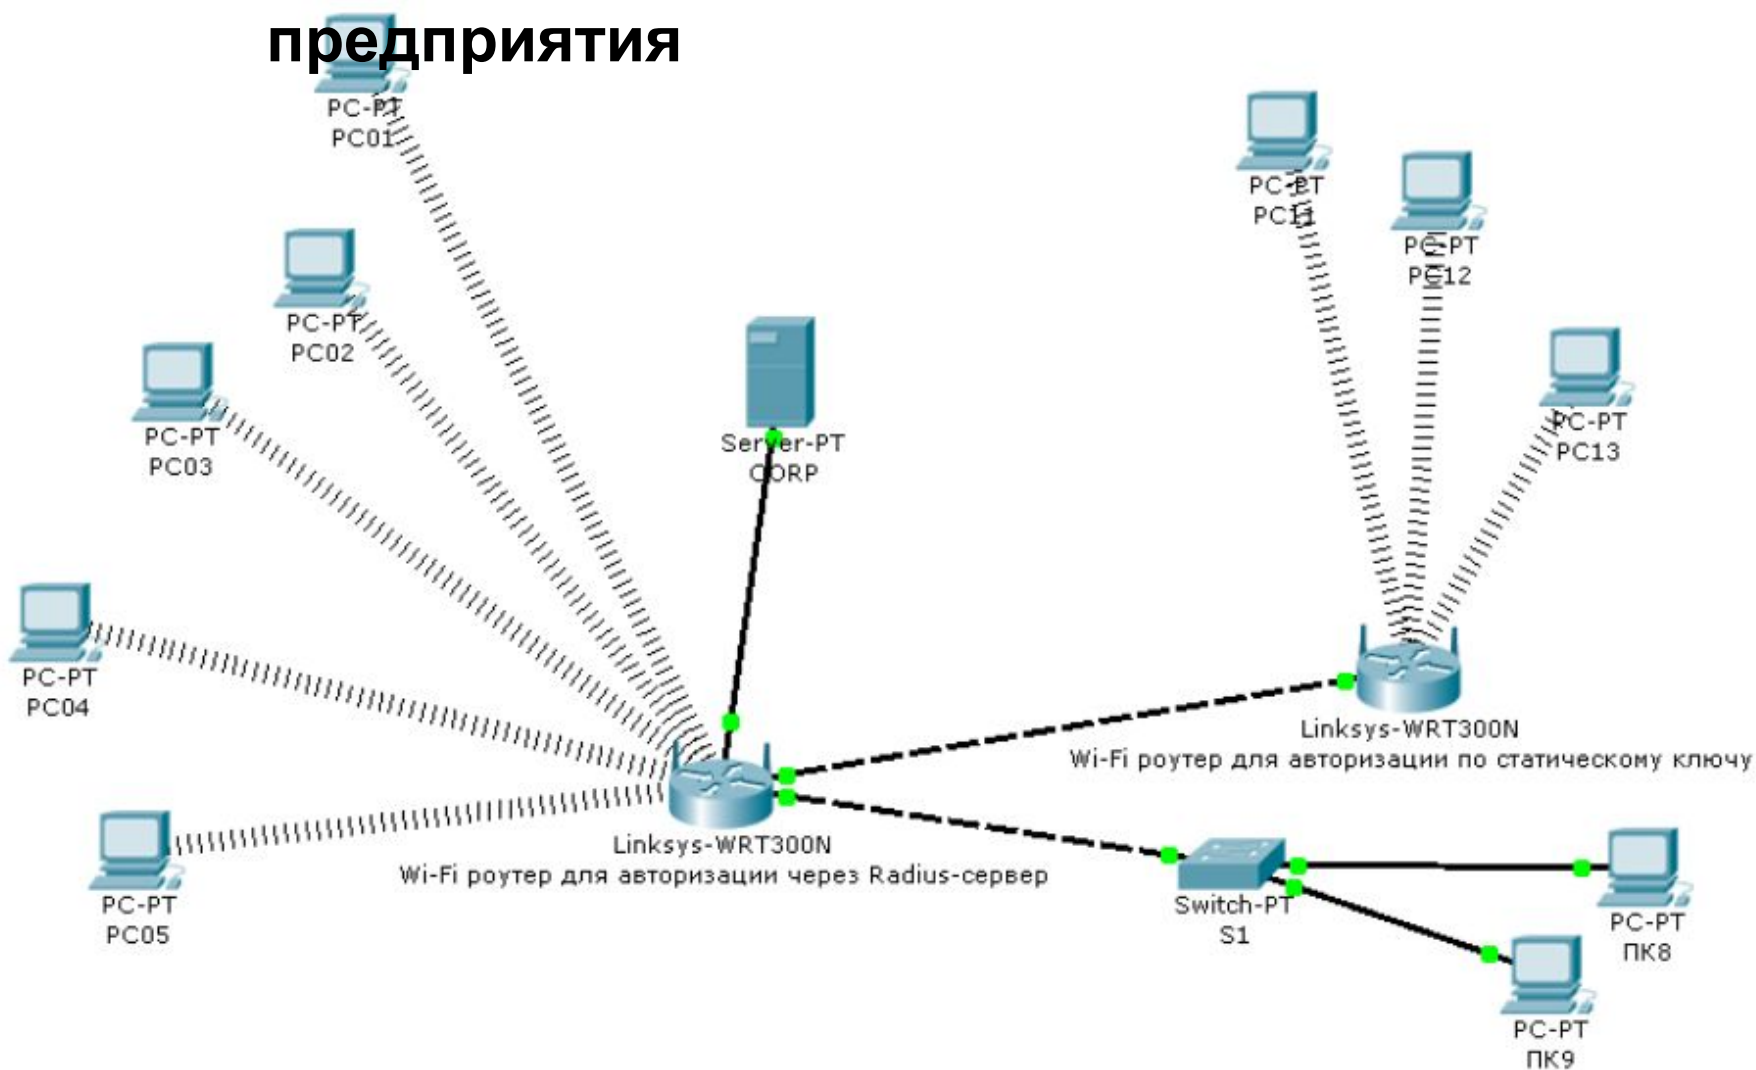 предприятия
PC-PT
PC01
PC-PT
PC11
PC-PT
PC12
PC-PT
PC02
PC-PT
PC03
Server-PT
CORP
PC-PT
PC13
PC-PT
PC04
Linksys-WRT300N
Wi-Fi роутер для авторизации по статическому ключу
Linksys-WRT300N
Wi-Fi роутер для авторизации через Radius-сервер
PC-PT
PC05
Switch-PT
S1
PC-PT
ПК8
PC-PT
ПК9